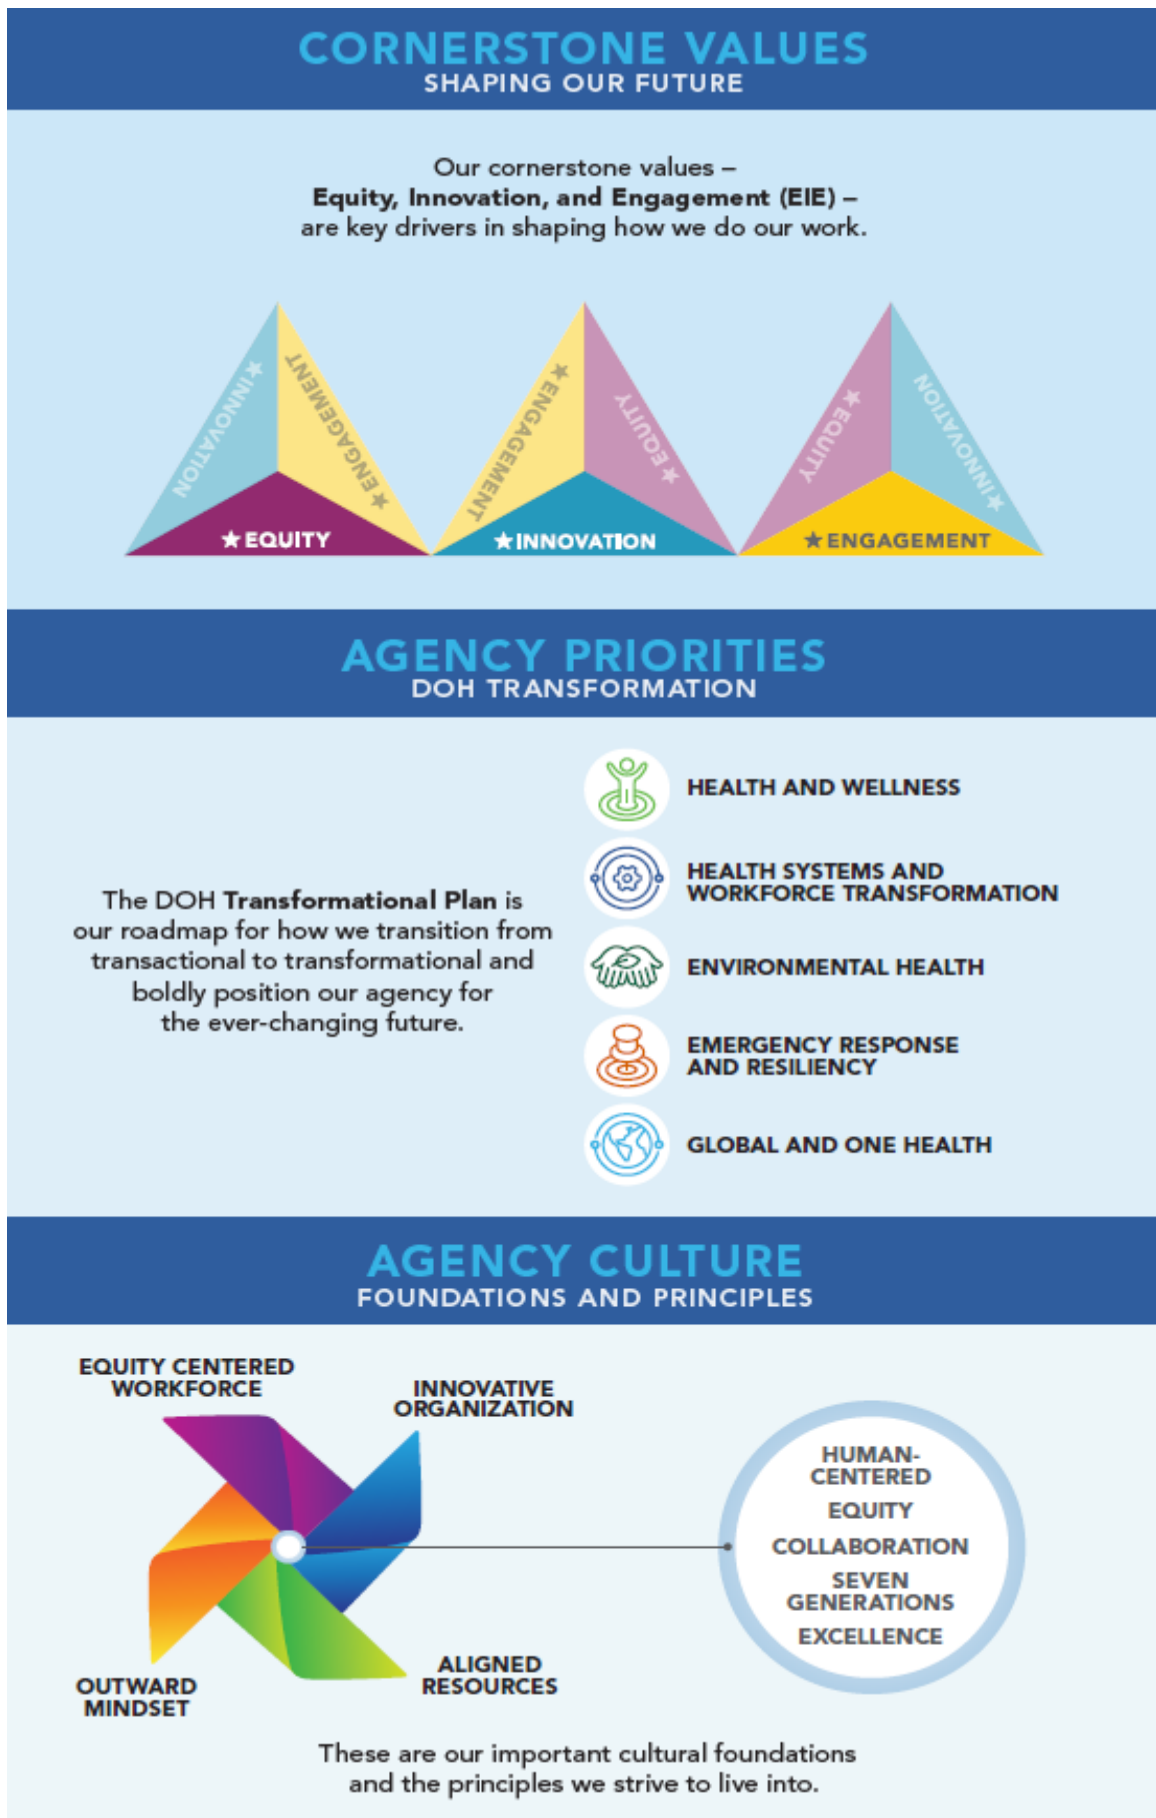 CORNERSTONE VALUES
SHAPING OUR FUTURE
Our cornerstone values –
Equity, Innovation, and Engagement (EIE) –
are key drivers in shaping how we do our work.
★INNOVATION
★ENGAGEMENT
★EQUITY
★ENGAGEMENT
★EQUITY
★INNOVATION
★EQUITY
★INNOVATION
★ENGAGEMENT
AGENCY PRIORITIES
DOH TRANSFORMATION
The DOH Transformational Plan is
our roadmap for how we transition from
transactional to transformational and
boldly position our agency for
the ever-changing future.
HEALTH AND WELLNESS
HEALTH SYSTEMS AND
WORKFORCE TRANSFORMATION
ENVIRONMENTAL HEALTH
EMERGENCY RESPONSE
AND RESILIENCY
GLOBAL AND ONE HEALTH
AGENCY CULTURE
FOUNDATIONS AND PRINCIPLES
EQUITY CENTERED
WORKFORCE
INNOVATIVE
ORGANIZATION
OUTWARD
MINDSET
ALIGNED
RESOURCES
HUMAN-
CENTERED
EQUITY
COLLABORATION
SEVEN
GENERATIONS
EXCELLENCE
These are our important cultural foundations
and the principles we strive to live into.